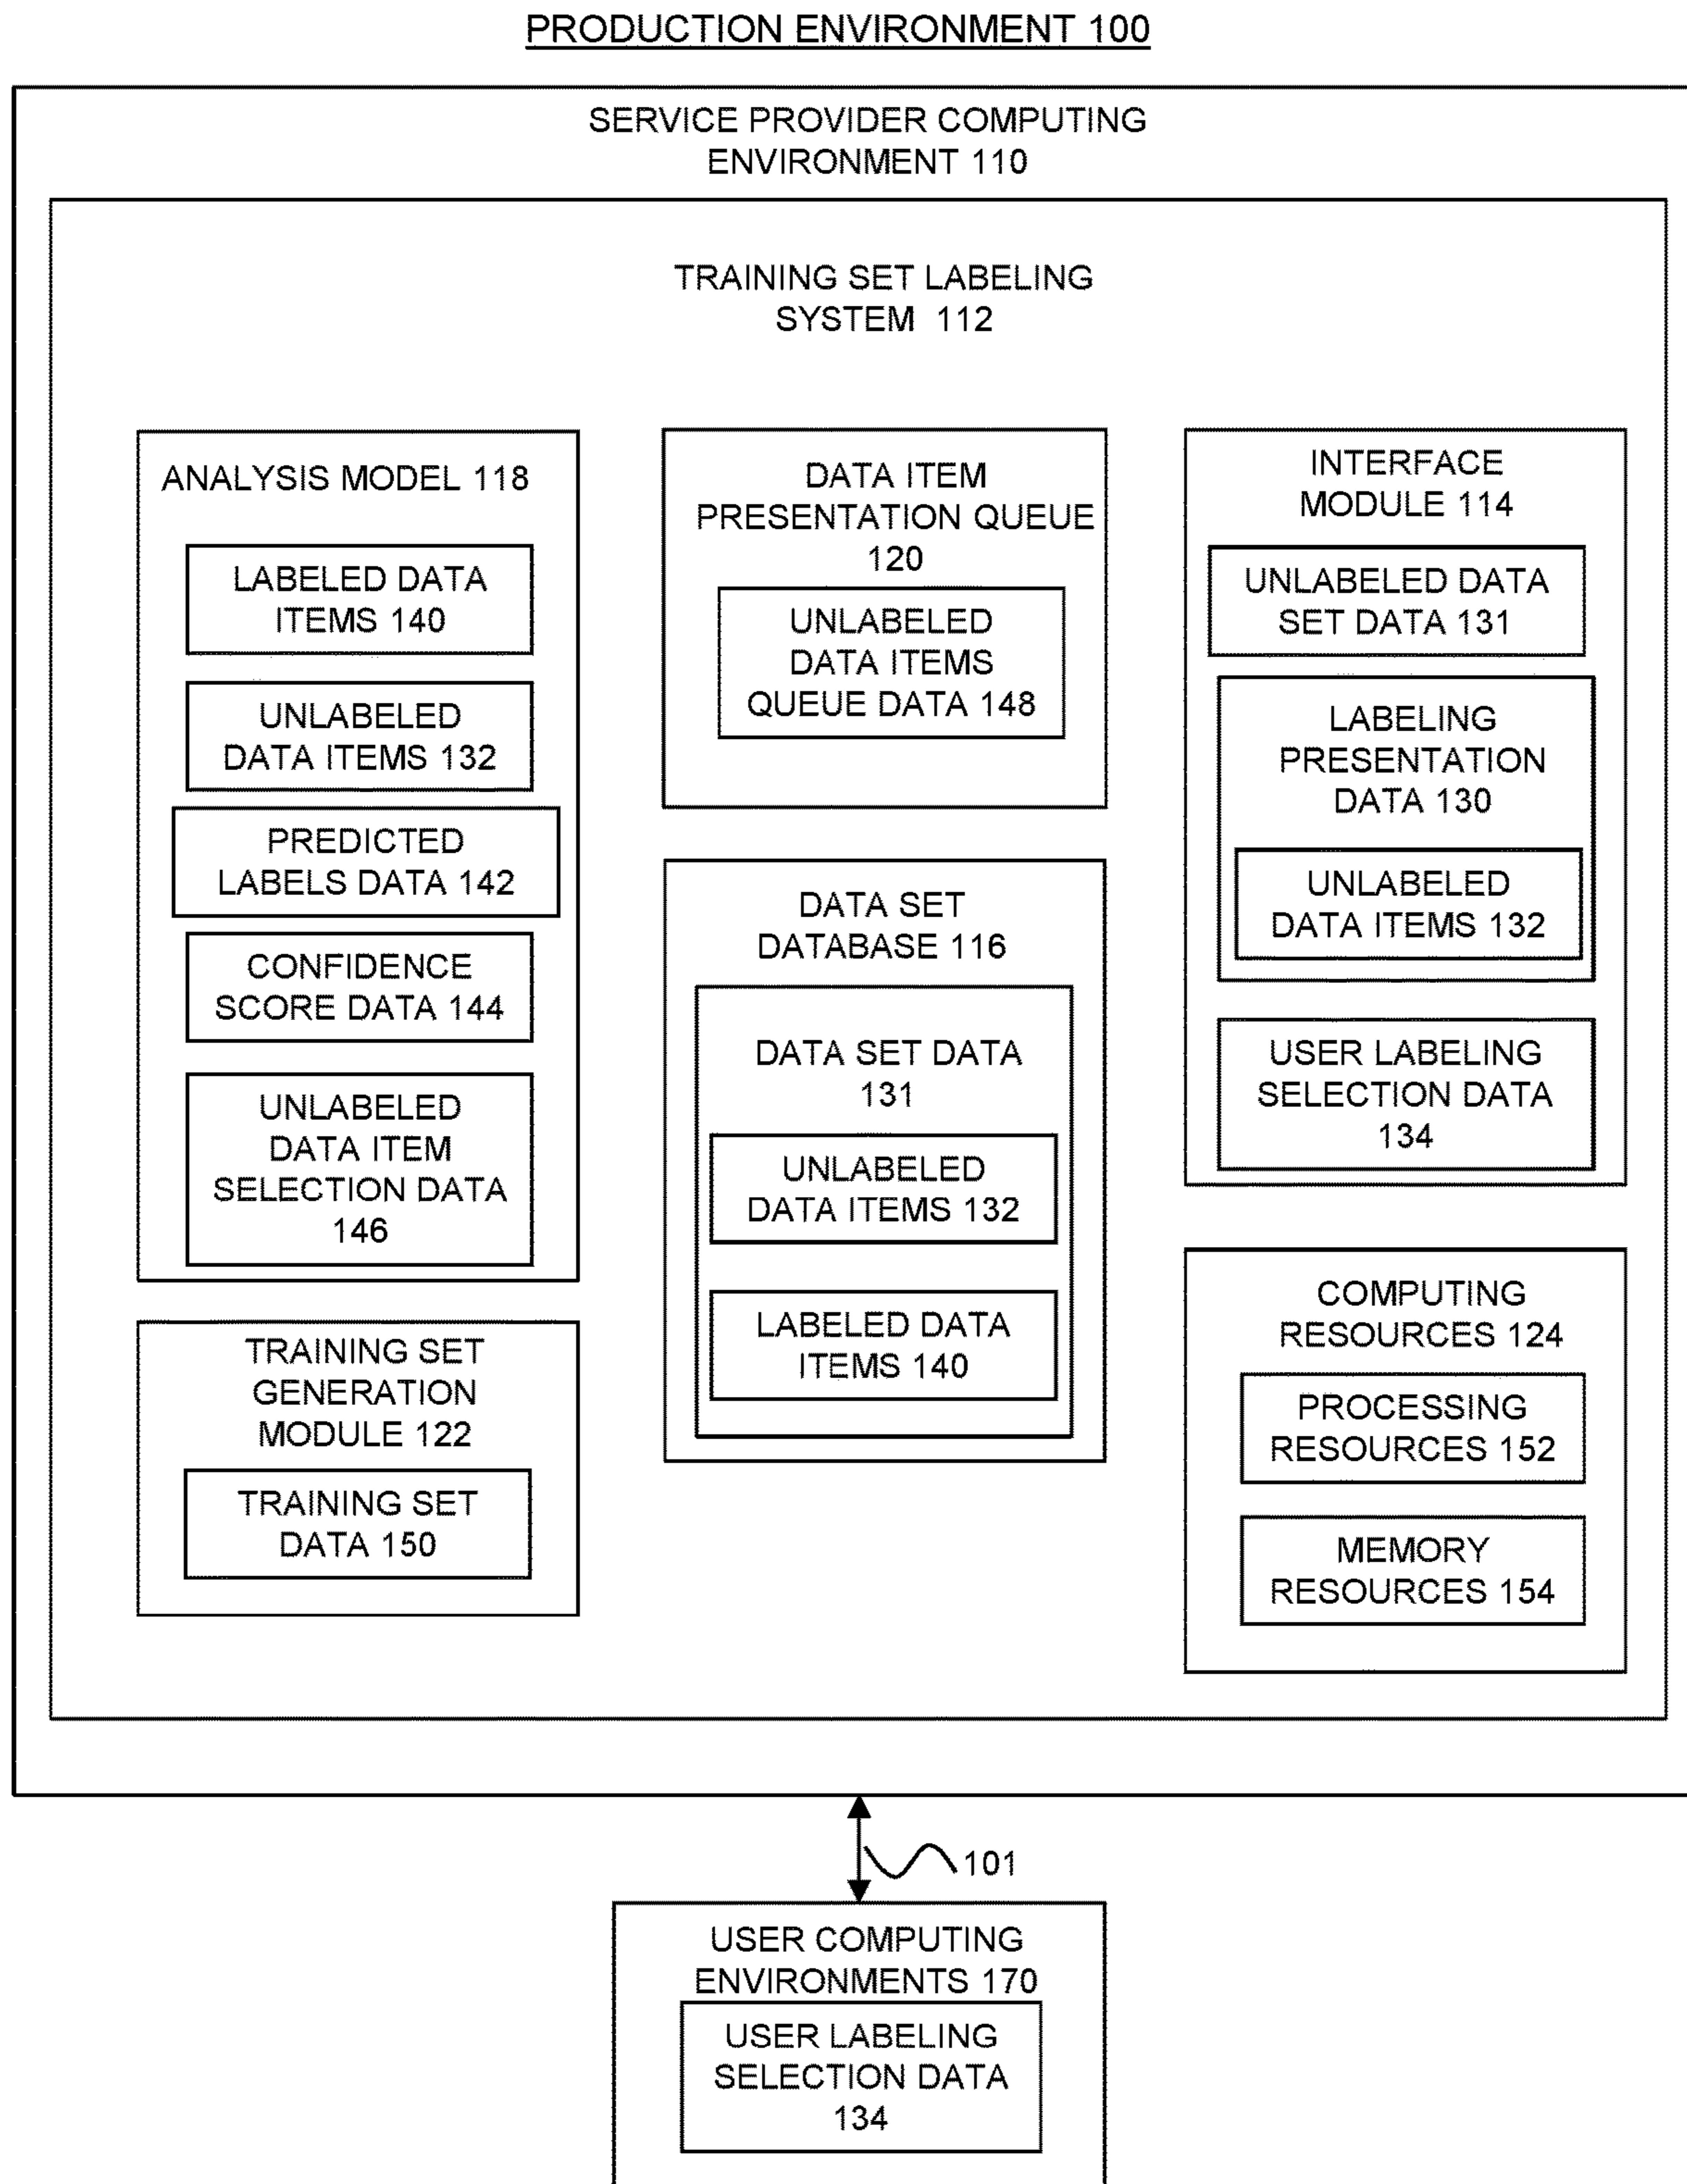 PRODUCTION ENVIRONMENT 100
SERVICE PROVIDER COMPUTING
ENVIRONMENT 110
TRAINING SET LABELING
SYSTEM 112
ANALYSIS MODEL 118
LABELED DATA
ITEMS 140
UNLABELED
DATA ITEMS 132
PREDICTED
LABELS DATA 142
CONFIDENCE
SCORE DATA 144
UNLABELED
DATA ITEM
SELECTION DATA
146
TRAINING SET
GENERATION
MODULE 122
TRAINING SET
DATA 150
DATA ITEM
PRESENTATION QUEUE
120
UNLABELED
DATA ITEMS
QUEUE DATA 148
DATA SET
DATABASE 116
DATA SET DATA
131
UNLABELED
DATA ITEMS 132
LABELED DATA
ITEMS 140
INTERFACE
MODULE 114
UNLABELED DATA
SET DATA 131
LABELING
PRESENTATION
DATA 130
UNLABELED
DATA ITEMS 132
USER LABELING
SELECTION DATA
134
COMPUTING
RESOURCES 124
PROCESSING
RESOURCES 152
MEMORY
RESOURCES 154
101
USER COMPUTING
ENVIRONMENTS 170
USER LABELING
SELECTION DATA
134